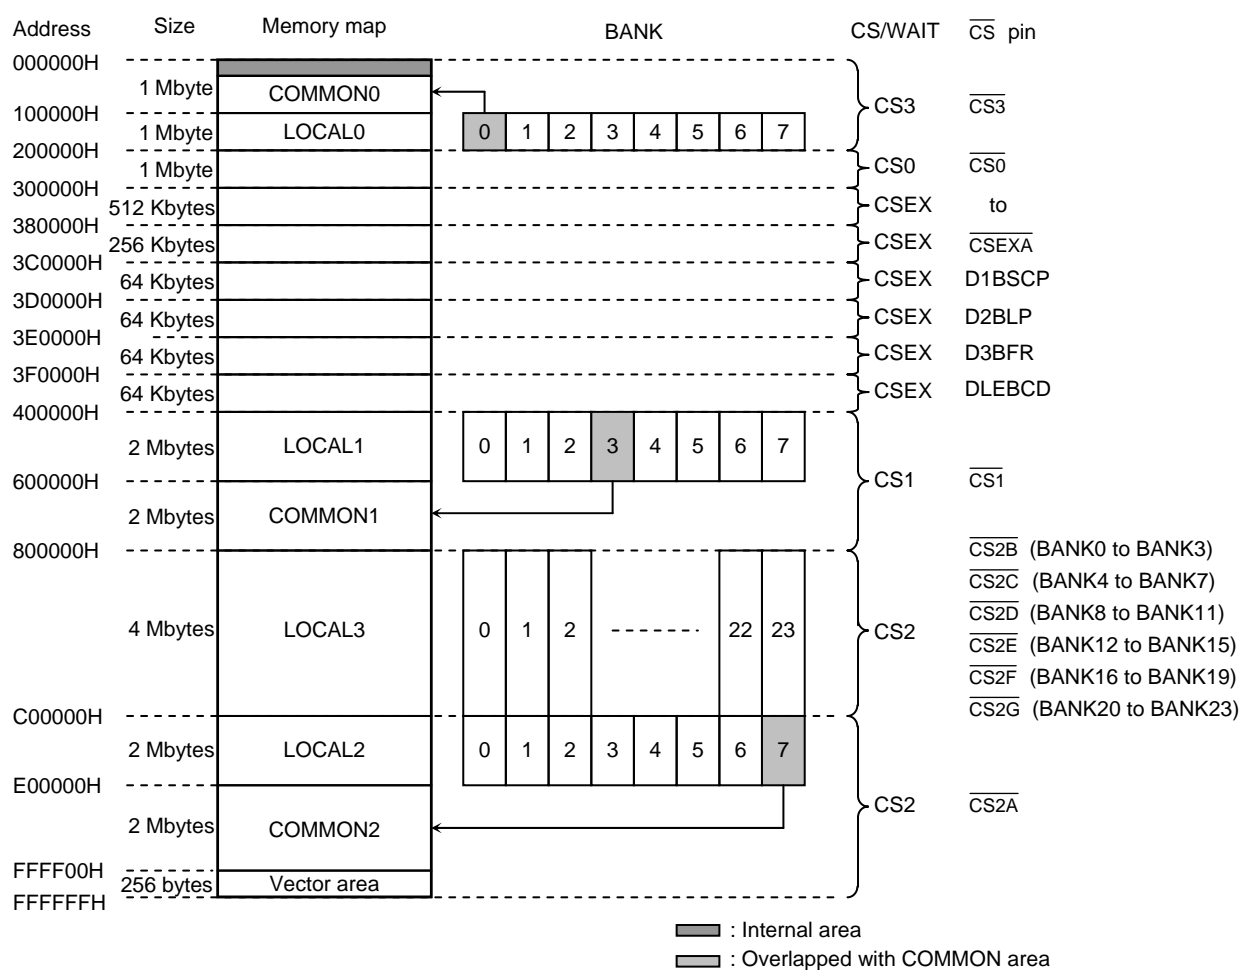 Address Size Memory map BANK CS/WAIT CS pin
000000H
1 Mbyte COMMON0 CS3 CS3
100000H
1 Mbyte LOCAL0 0 1 2 3 4 5 6 7
200000H
1 Mbyte CS0 CS0
300000H
512 Kbytes CSEX to
380000H
256 Kbytes CSEX CSEXA
3C0000H
64 Kbytes CSEX D1BSCP
3D0000H
64 Kbytes CSEX D2BLP
3E0000H
64 Kbytes CSEX D3BFR
3F0000H
64 Kbytes CSEX DLEBCD
400000H
2 Mbytes LOCAL1 0 1 2 3 4 5 6 7
600000H CS1 CS1
2 Mbytes COMMON1
800000H CS2B (BANK0 to BANK3)
CS2C (BANK4 to BANK7)
CS2D (BANK8 to BANK11)
4 Mbytes LOCAL3 0 1 2 22 23 CS2
CS2E (BANK12 to BANK15)
CS2F (BANK16 to BANK19)
C00000H CS2G (BANK20 to BANK23)
2 Mbytes LOCAL2 0 1 2 3 4 5 6 7
E00000H
CS2 CS2A
2 Mbytes COMMON2
FFFF00H
256 bytes Vector area
FFFFFFH
: Internal area
: Overlapped with COMMON area